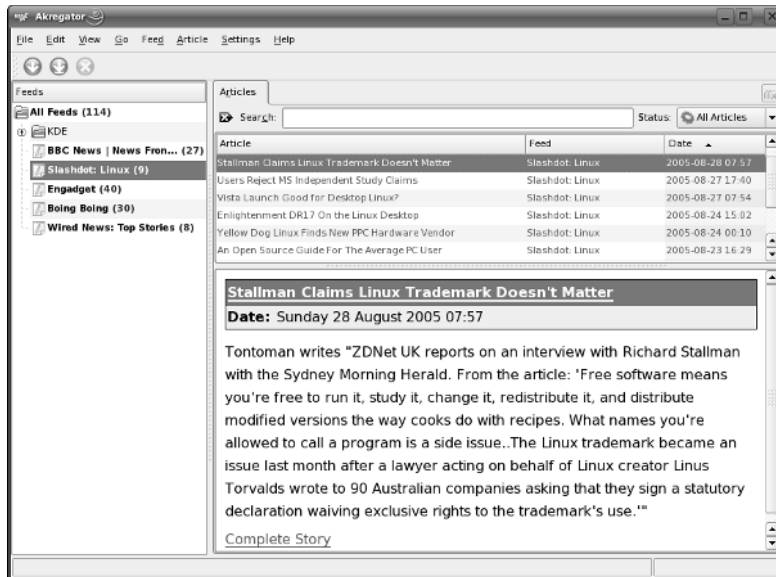 Akregator
File Edit View Go Feed Article Settings Help
Feeds
All Feeds (114)
KDE
BBC News | News Fron... (27)
Slashdot: Linux (9)
Engadget (40)
Boing Boing (30)
Wired News: Top Stories (8)
Articles
Search:
Status: All Articles
Article Feed Date
Stallman Claims Linux Trademark Doesn't Matter Slashdot: Linux 2005-08-28 07:57
Users Reject MS Independent Study Claims Slashdot: Linux 2005-08-27 17:40
Vista Launch Good for Desktop Linux? Slashdot: Linux 2005-08-27 07:54
Enlightenment DR17 On the Linux Desktop Slashdot: Linux 2005-08-24 15:02
Yellow Dog Linux Finds New PPC Hardware Vendor Slashdot: Linux 2005-08-24 00:10
An Open Source Guide For The Average PC User Slashdot: Linux 2005-08-23 16:29
Stallman Claims Linux Trademark Doesn't Matter
Date: Sunday 28 August 2005 07:57
Tontoman writes "ZDNet UK reports on an interview with Richard Stallman
with the Sydney Morning Herald. From the article: 'Free software means
you're free to run it, study it, change it, redistribute it, and distribute
modified versions the way cooks do with recipes. What names you're
allowed to call a program is a side issue..The Linux trademark became an
issue last month after a lawyer acting on behalf of Linux creator Linus
Torvalds wrote to 90 Australian companies asking that they sign a statutory
declaration waiving exclusive rights to the trademark's use.'"
Complete Story